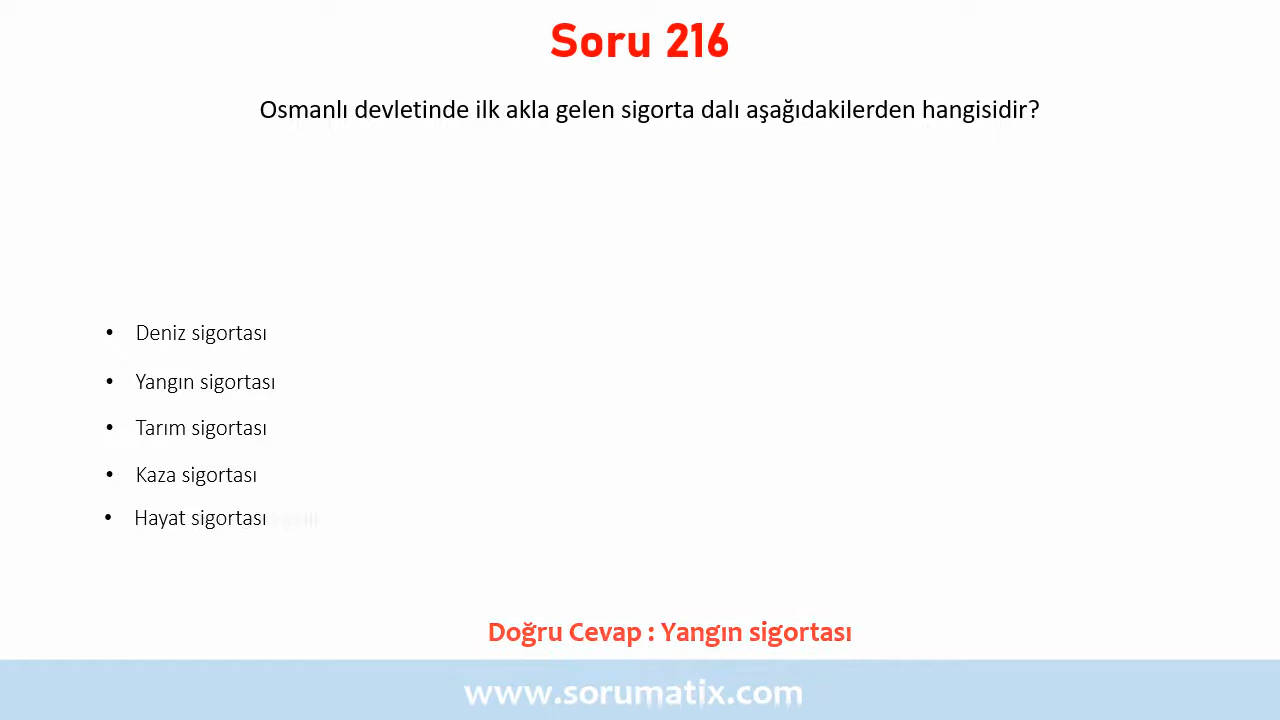 Soru 216
Osmanlı devletinde ilk akla gelen sigorta dalı aşağıdakilerden hangisidir?
• Deniz sigortası
• Yangın sigortası
• Tarım sigortası
• Kaza sigortası
• Hayat sigortası
Doğru Cevap : Yangın sigortası
www.sorumatix.com